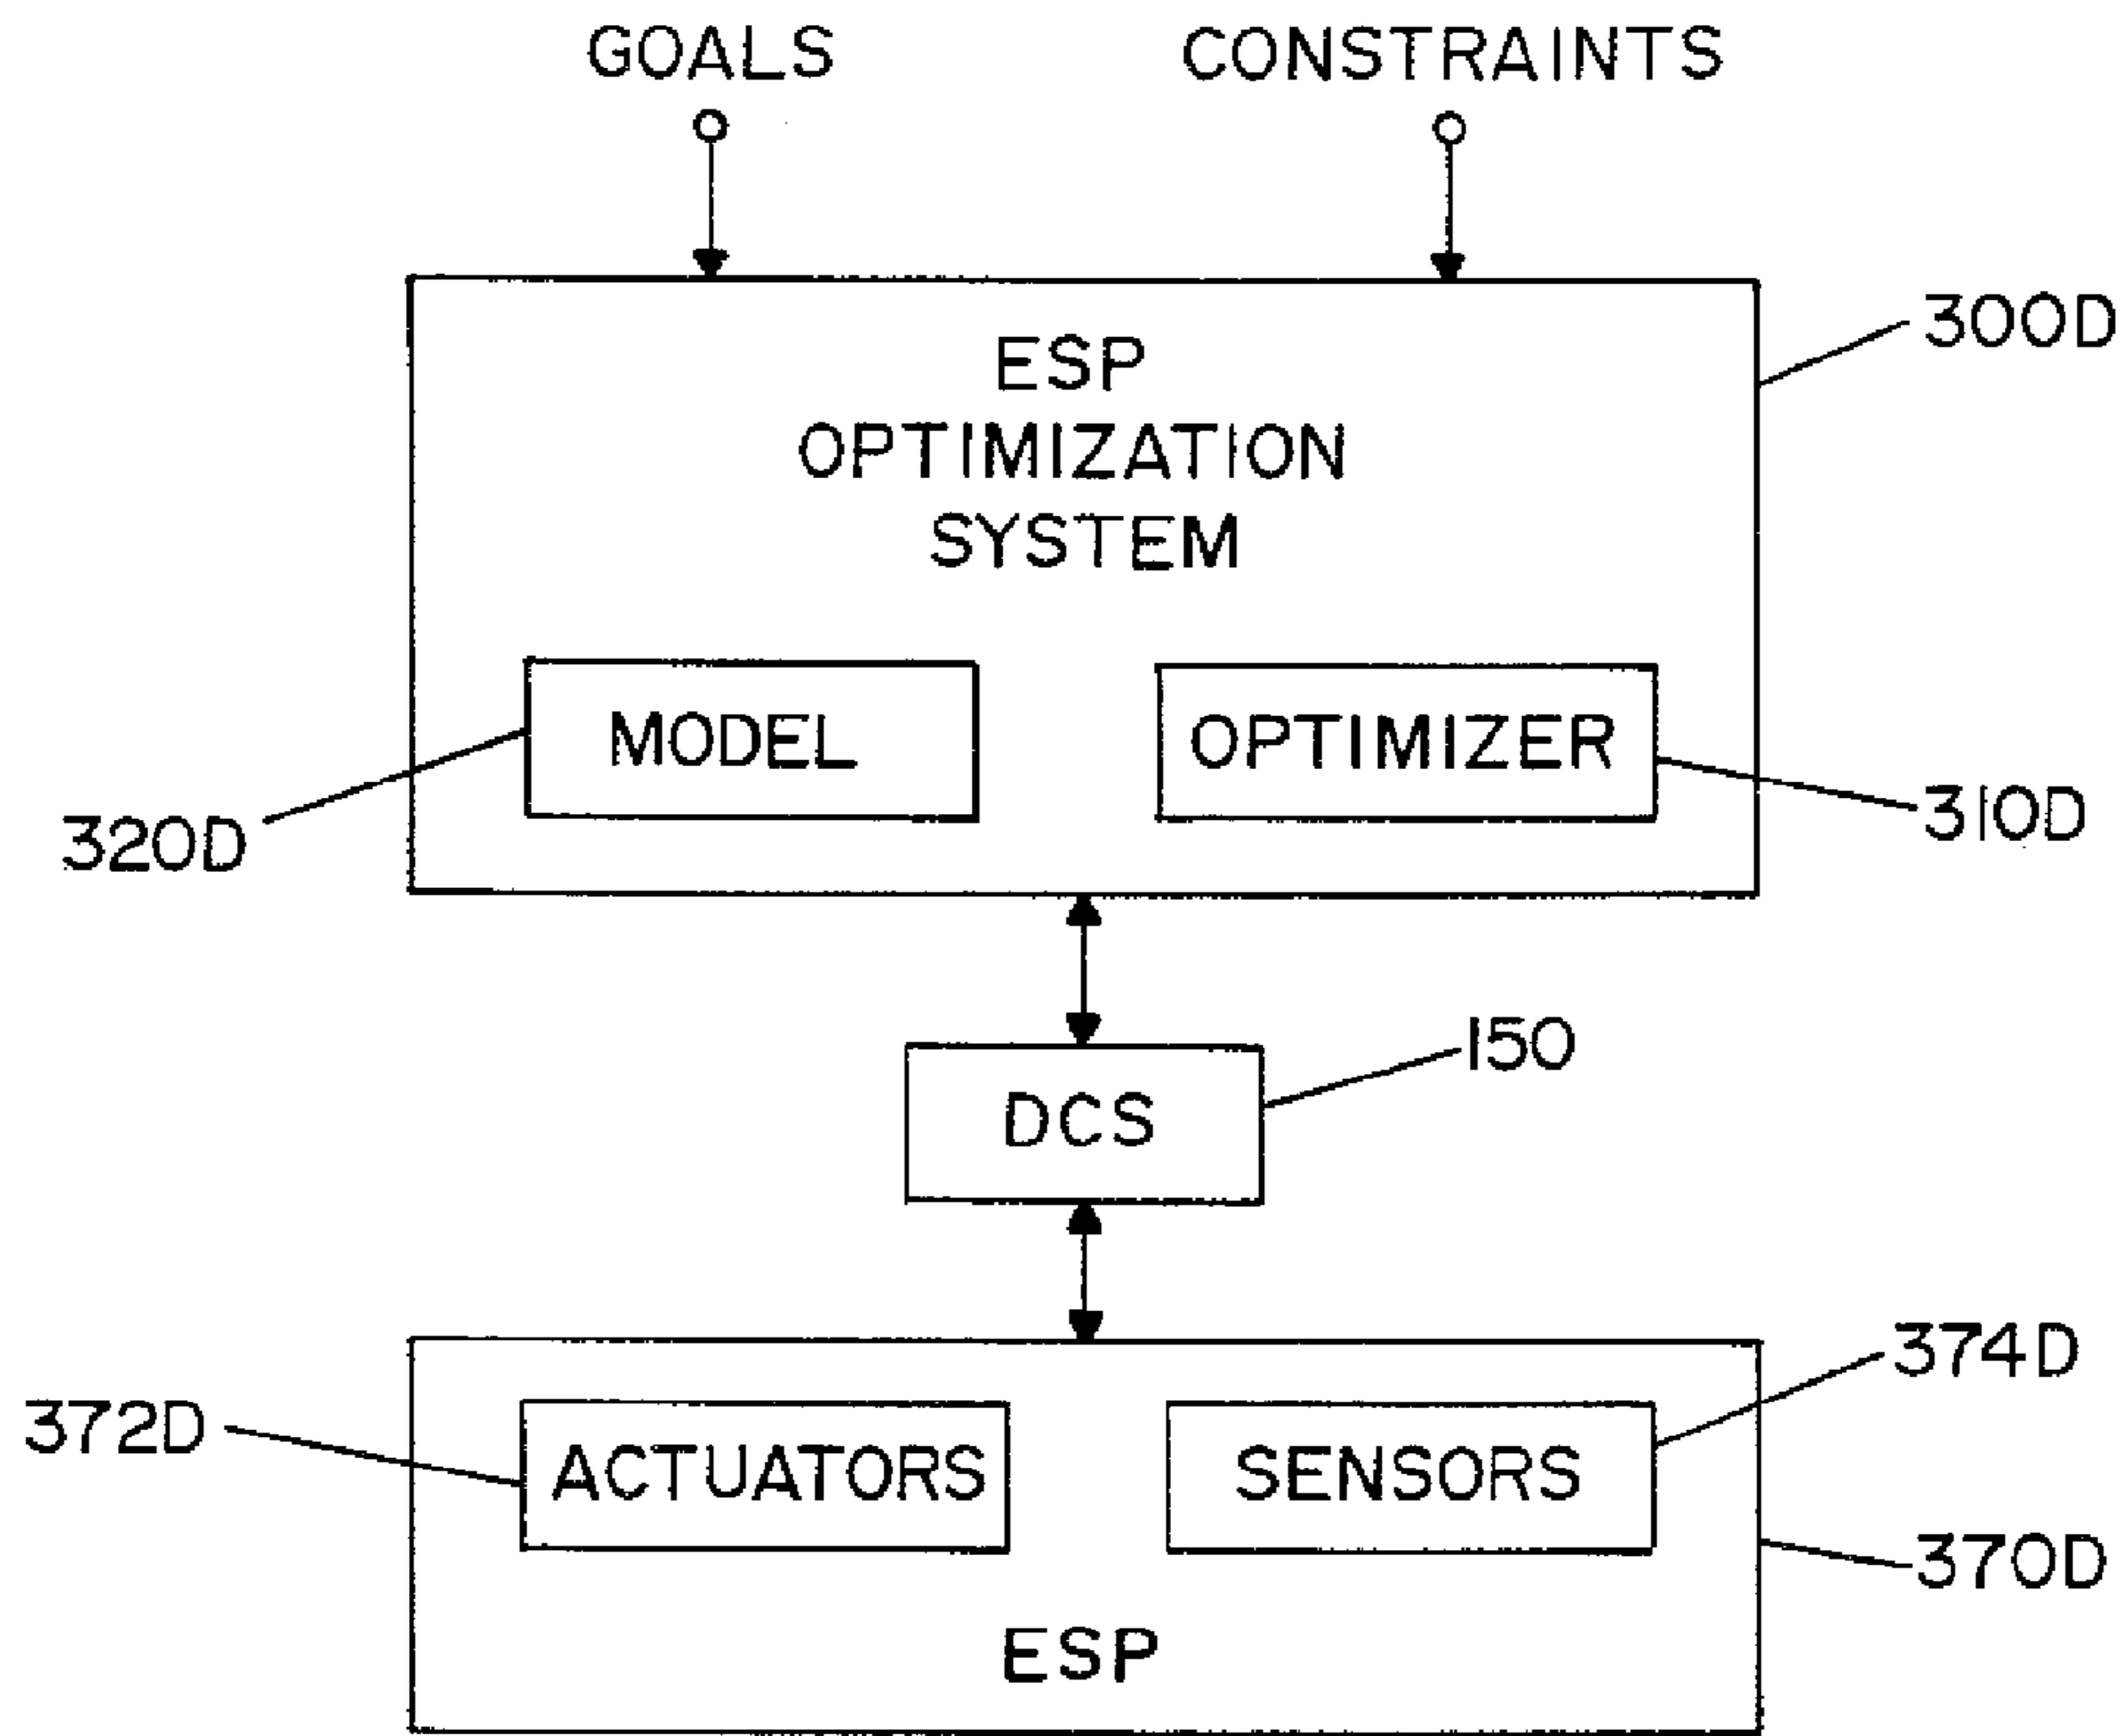 GOALS
CONSTRAINTS
300D
ESP
OPTIMIZATION
SYSTEM
MODEL
OPTIMIZER
320D
310D
150
DCS
374D
372D
ACTUATORS
SENSORS
370D
ESP